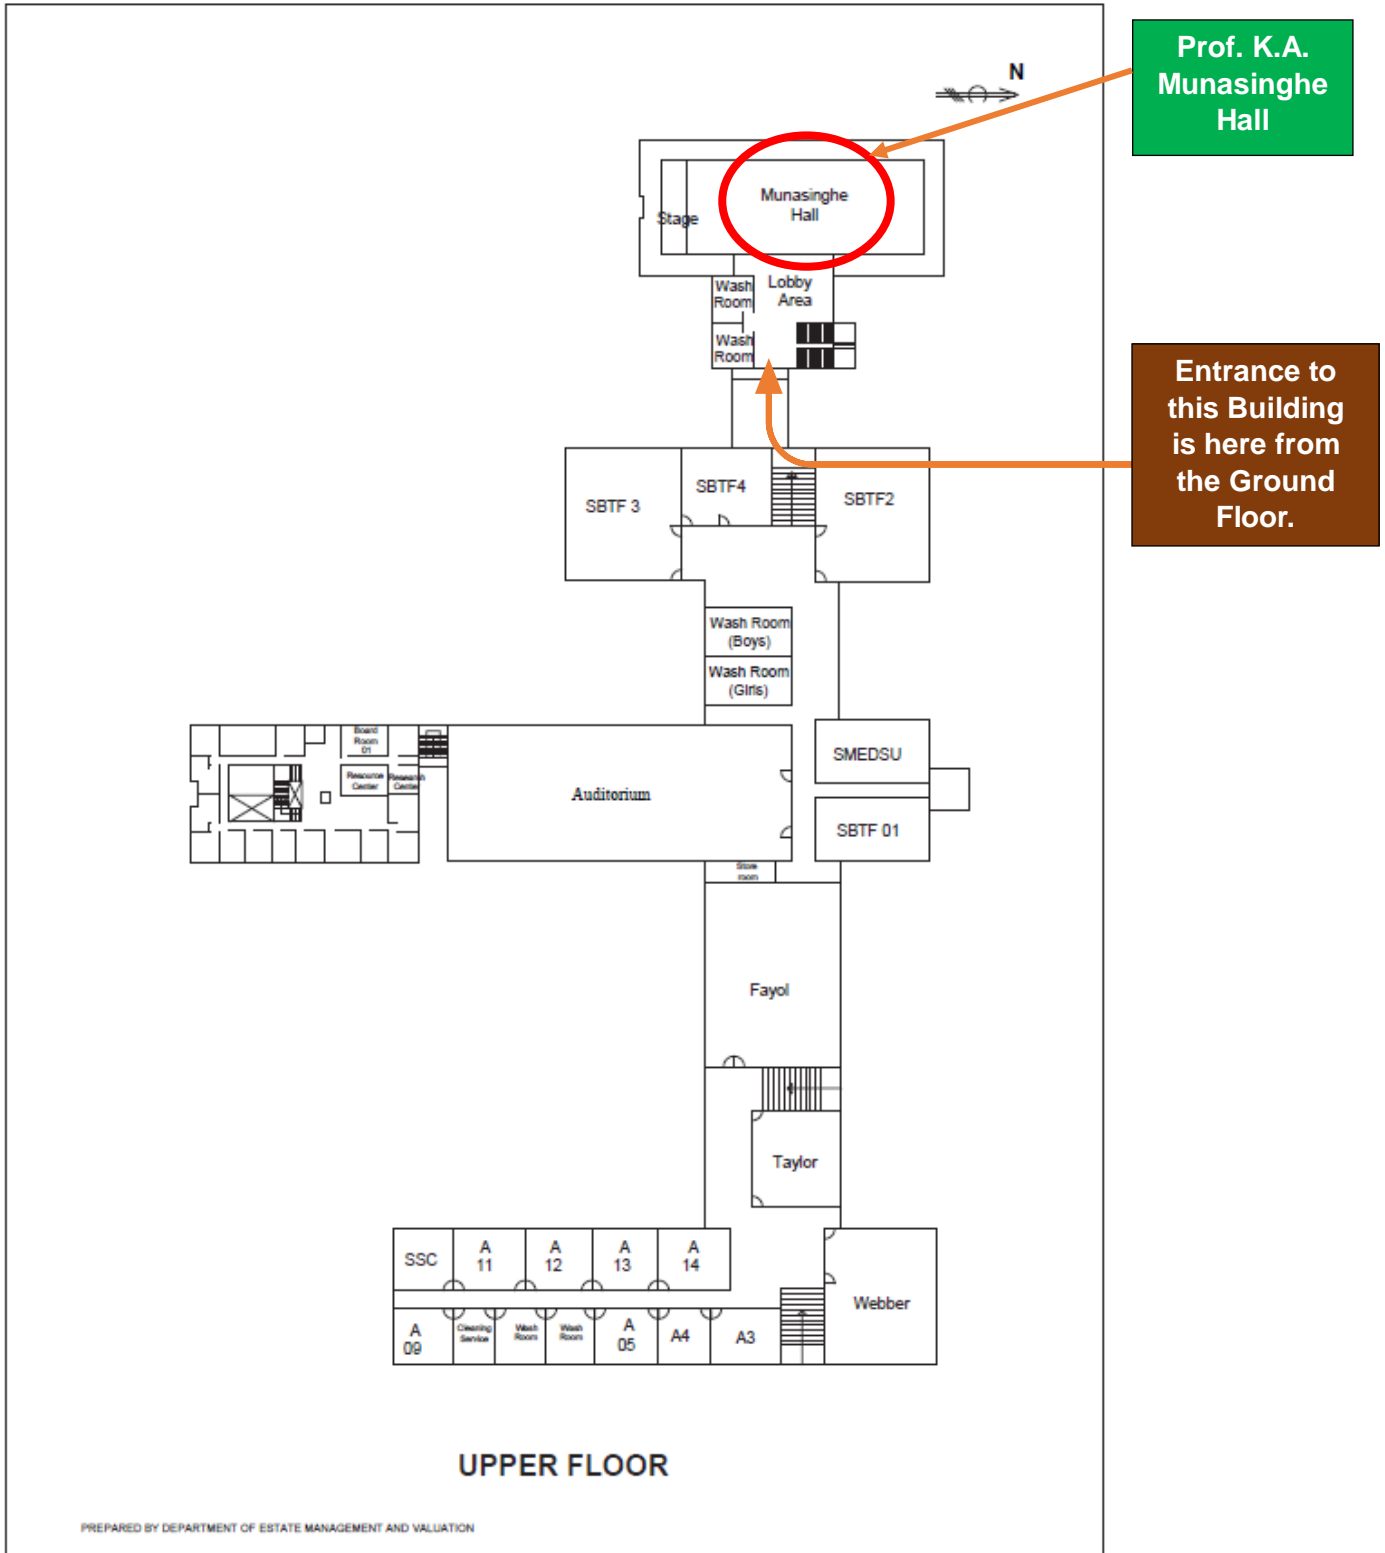 N
Prof. K.A.
Munasinghe
Hall
Munasinghe
Hall
Stage
Wash
Room
Lobby
Area
Wash
Room
Entrance to
this Building
is here from
the Ground
Floor.
SBTF 3
SBTF4
SBTF2
Wash Room
(Boys)
Wash Room
(Girls)
Board
Room
01
Resource
Center
Research
Center
Auditorium
SMEDSU
SBTF 01
Store
room
Fayol
Taylor
SSC
A
11
A
12
A
13
A
14
Webber
A
09
Cleaning
Service
Wash
Room
Wash
Room
A
05
A4
A3
UPPER FLOOR
PREPARED BY DEPARTMENT OF ESTATE MANAGEMENT AND VALUATION